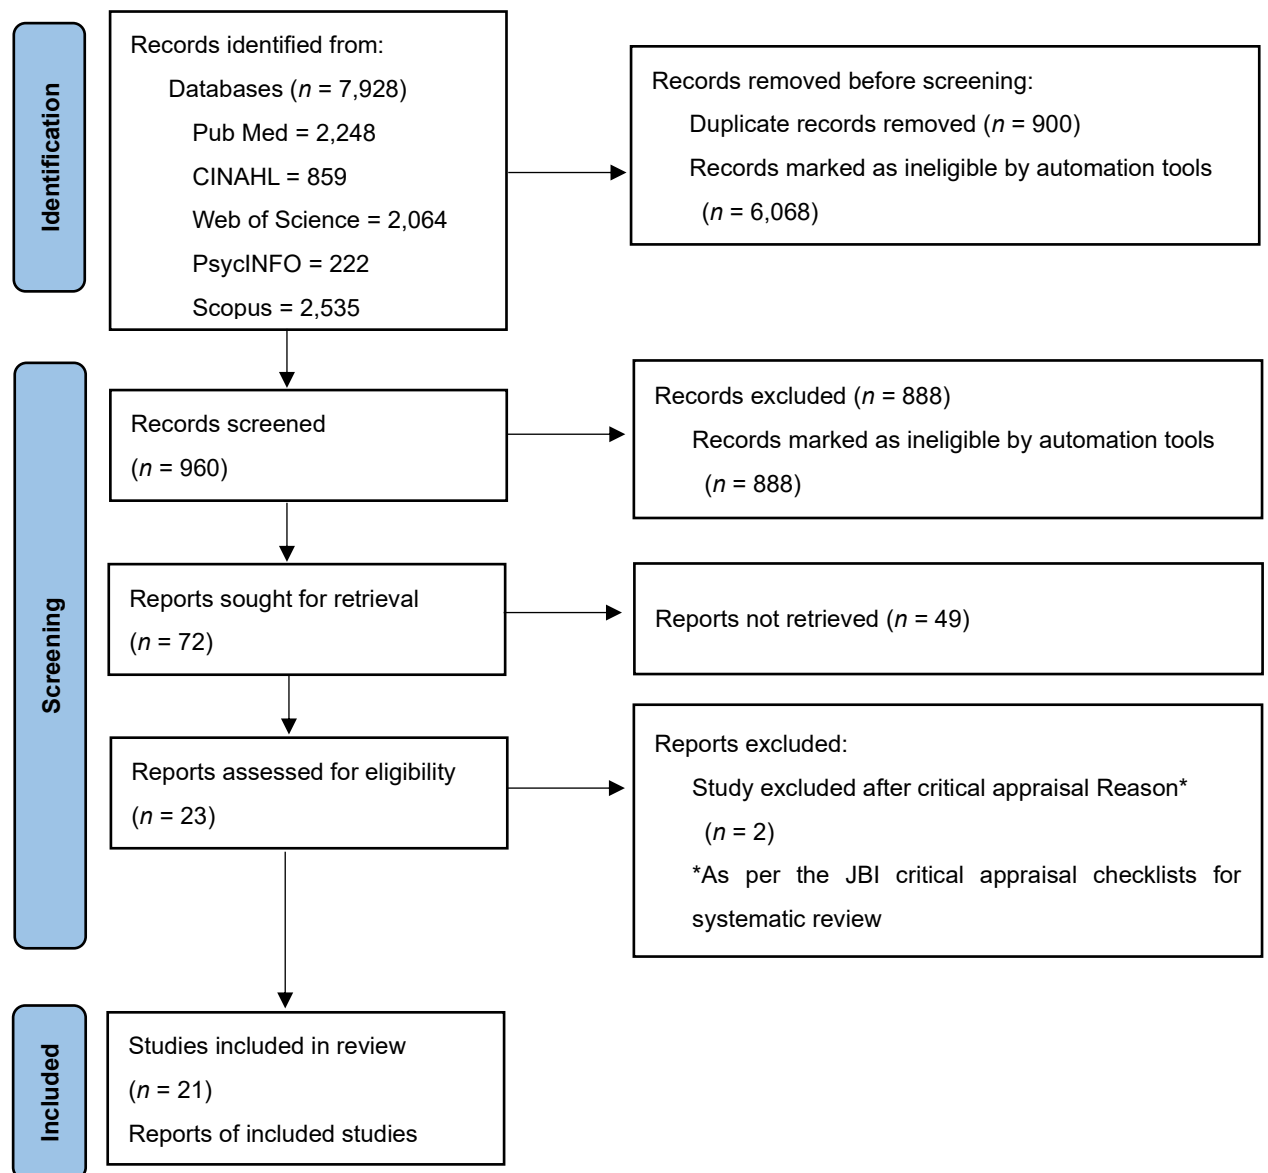 Identification
Records identified from:
Databases (n = 7,928)
Pub Med = 2,248
CINAHL = 859
Web of Science = 2,064
PsycINFO = 222
Scopus = 2,535
Records removed before screening:
Duplicate records removed (n = 900)
Records marked as ineligible by automation tools
(n = 6,068)
Screening
Records screened
(n = 960)
Records excluded (n = 888)
Records marked as ineligible by automation tools
(n = 888)
Reports sought for retrieval
(n = 72)
Reports not retrieved (n = 49)
Reports assessed for eligibility
(n = 23)
Reports excluded:
Study excluded after critical appraisal Reason*
(n = 2)
*As per the JBI critical appraisal checklists for
systematic review
Included
Studies included in review
(n = 21)
Reports of included studies